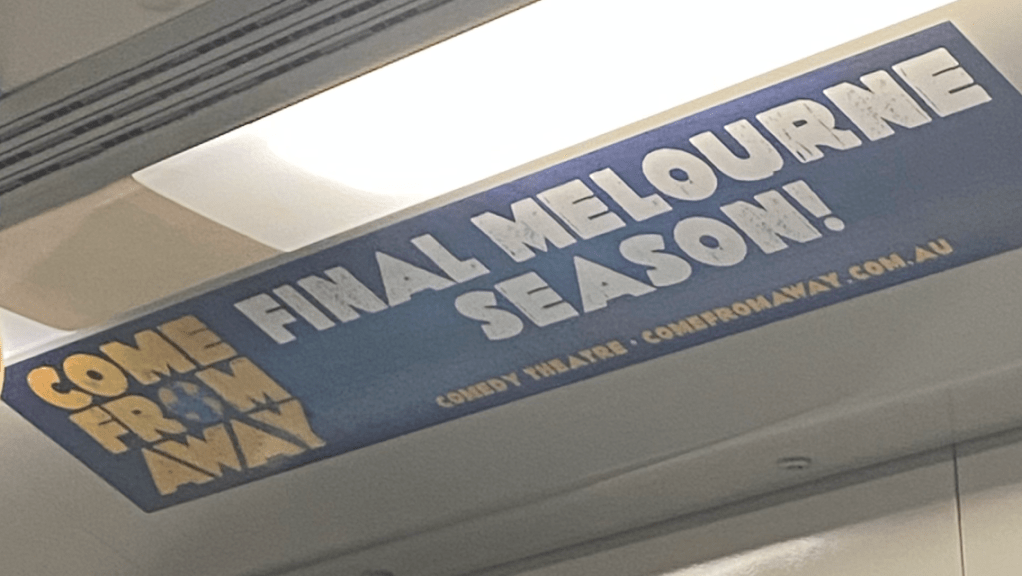 COME
FROM
AWAY
FINAL MELOURNE
SEASON!
COMEDY THEATRE · COMEFROMAWAY.COM.AU